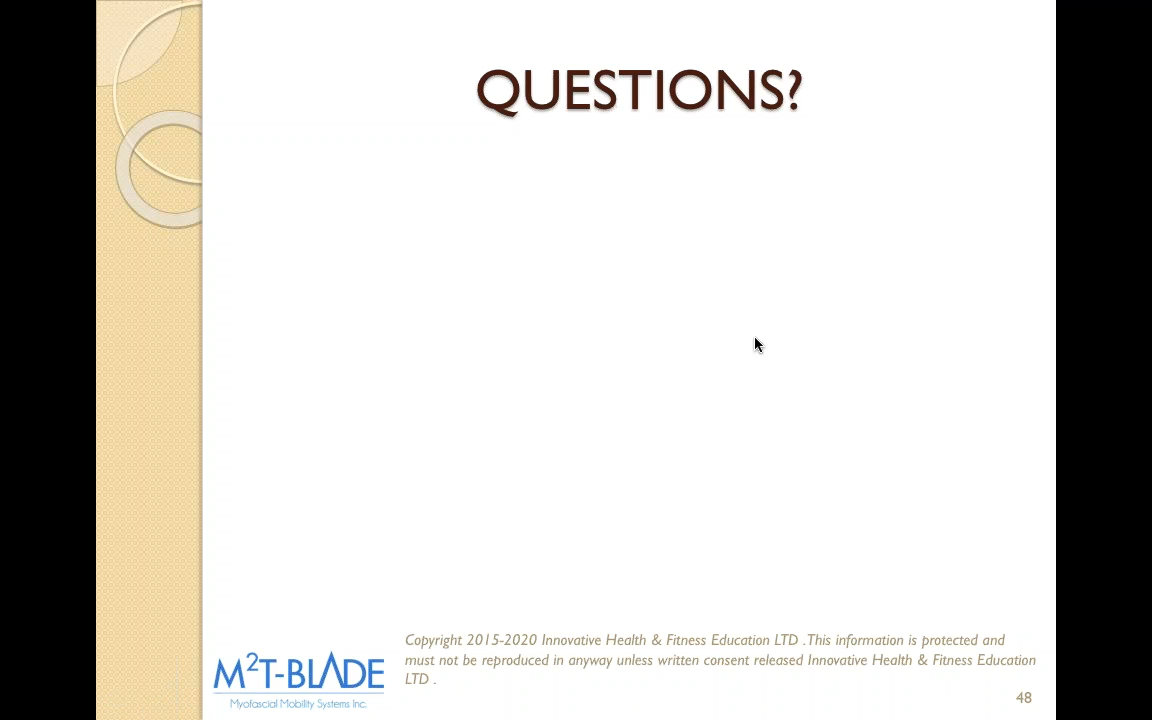 QUESTIONS?
Copyright 2015-2020 Innovative Health & Fitness Education LTD .This information is protected and
must not be reproduced in anyway unless written consent released Innovative Health & Fitness Education
LTD .
M²T-BLADE
Myofascial Mobility Systems Inc.
48